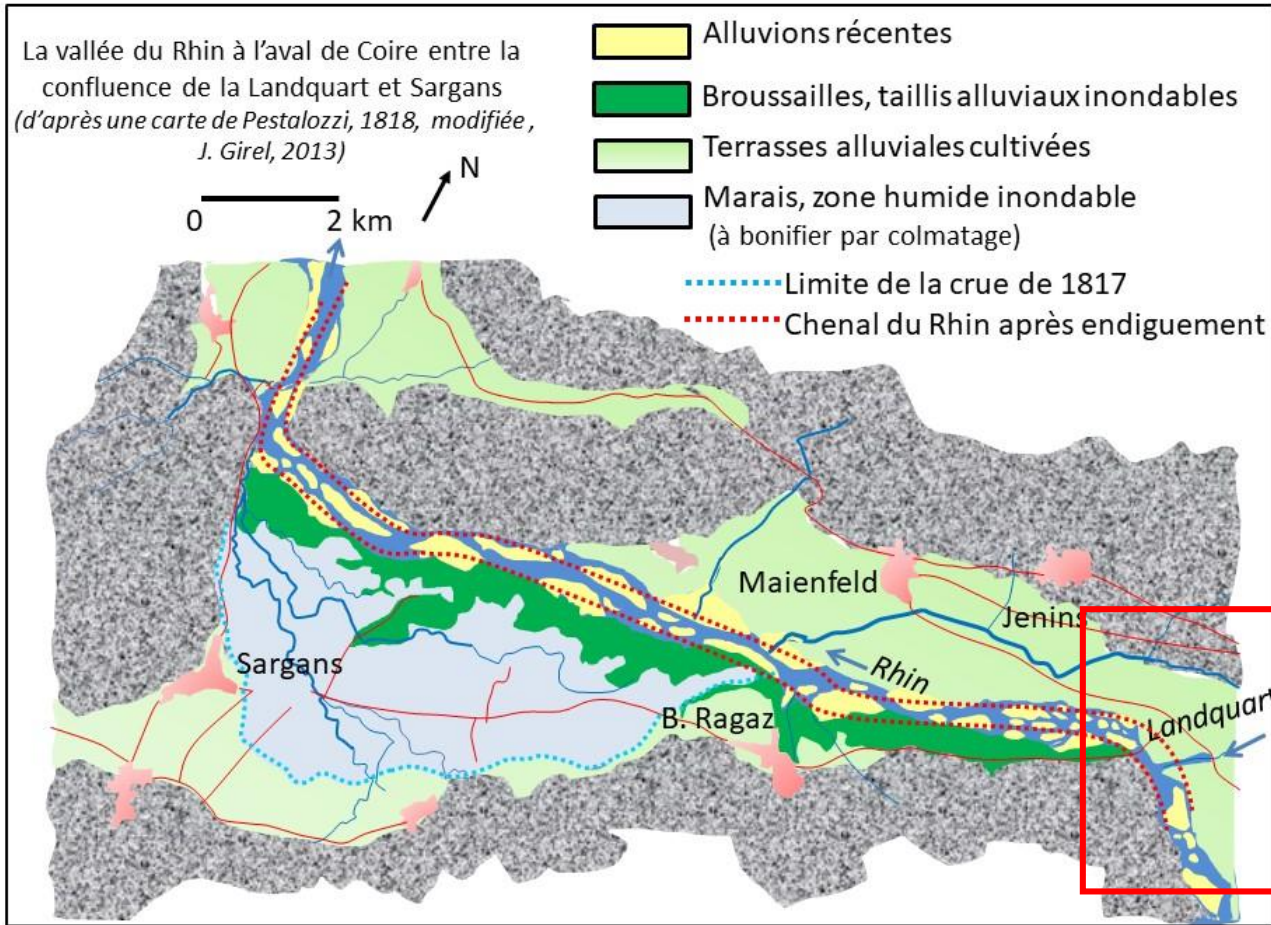 La vallée du Rhin à l'aval de Coire entre la
confluence de la Landquart et Sargans
(d'après une carte de Pestalozzi, 1818, modifiée ,
J. Girel, 2013)
N
0 2 km
Alluvions récentes
Broussailles, taillis alluviaux inondables
Terrasses alluviales cultivées
Marais, zone humide inondable
(à bonifier par colmatage)
Limite de la crue de 1817
Chenal du Rhin après endiguement
Maienfeld
Jenins
Sargans
Rhin
B. Ragaz
Landquart